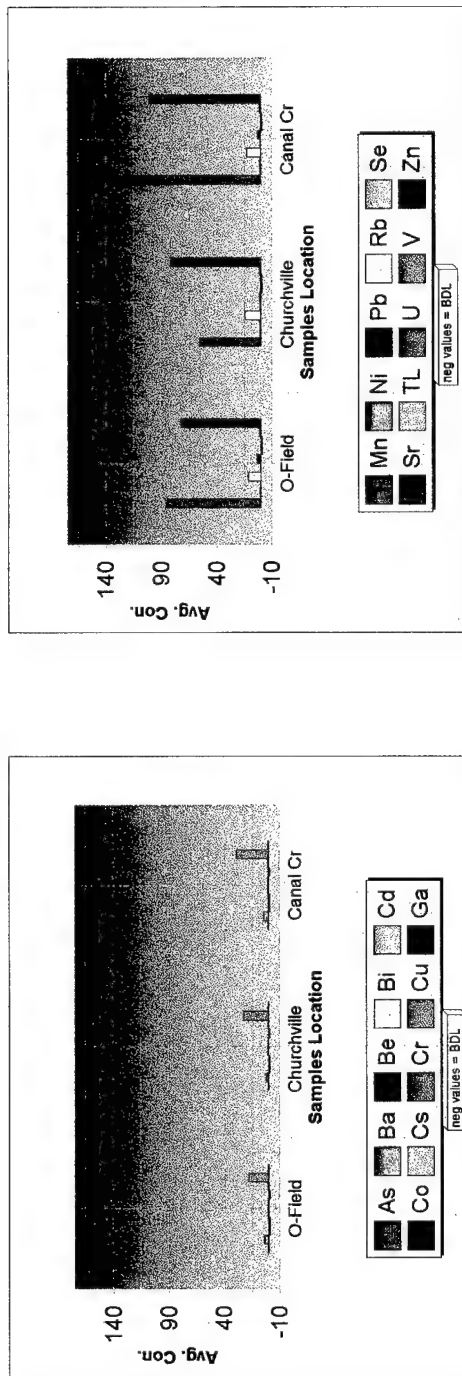 Avg. Con.
140
90
40
-10
O-Field Churchville Canal Cr
Samples Location
As Ba Be Bi Cd
Co Cs Cr Cu Ga
neg values = BDL
Avg. Con.
140
90
40
-10
O-Field Churchville Canal Cr
Samples Location
Mn Ni Pb Rb Se
Sr TL U V Zn
neg values = BDL